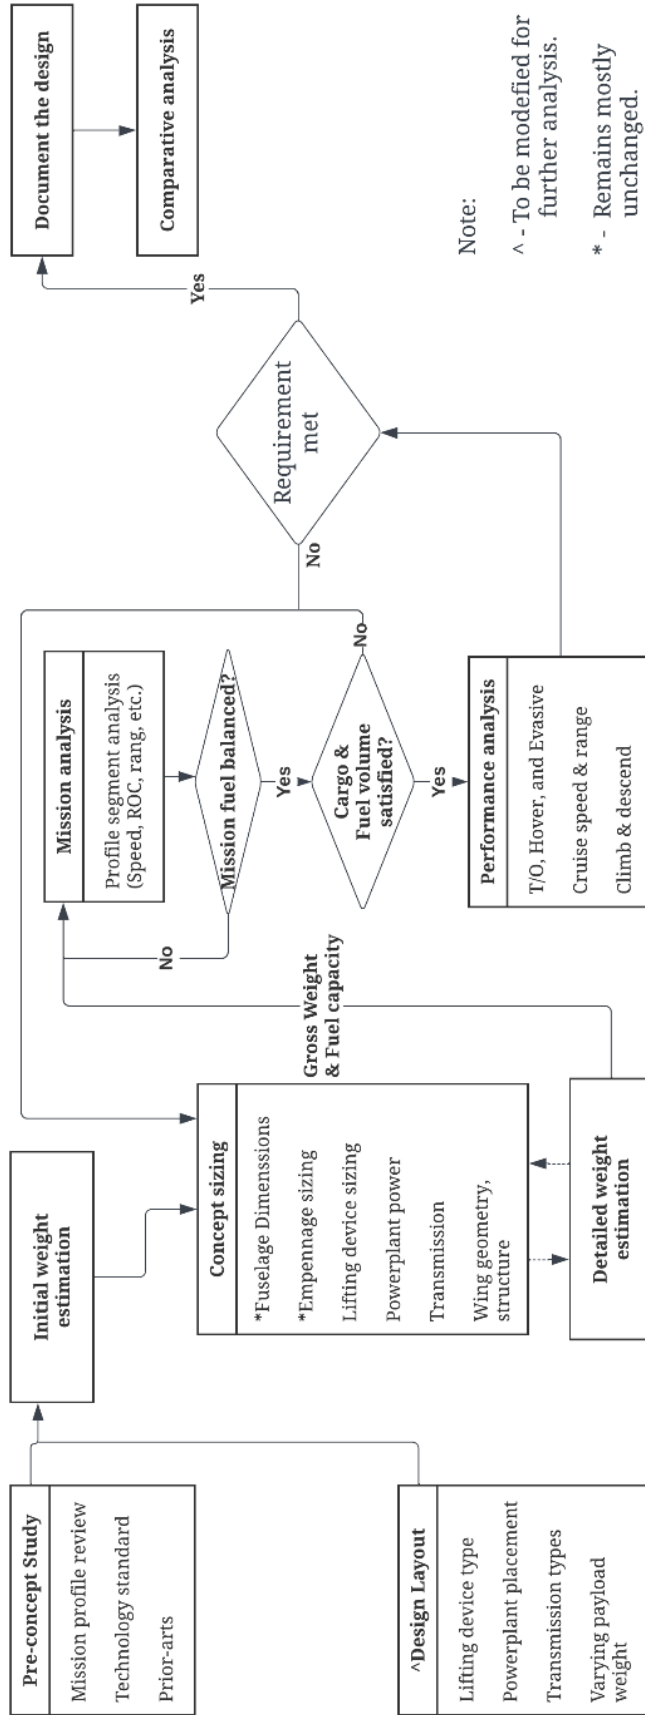 Pre-concept Study
Mission profile review
Technology standard
Prior-arts
^Design Layout
Lifting device type
Powerplant placement
Transmission types
Varying payload
weight
Initial weight
estimation
Concept sizing
*Fuselage Dimenssions
*Empennage sizing
Lifting device sizing
Powerplant power
Transmission
Wing geometry,
structure
Detailed weight
estimation
Gross Weight
& Fuel capacity
Mission analysis
Profile segment analysis
(Speed, ROC, rang, etc.)
Mission fuel balanced?
No
Yes
Cargo &
Fuel volume
satisfied?
No
Yes
Performance analysis
T/O, Hover, and Evasive
Cruise speed & range
Climb & descend
Requirement
met
No
Yes
Document the design
Comparative analysis
Note:
^ - To be modefied for
further analysis.
* - Remains mostly
unchanged.